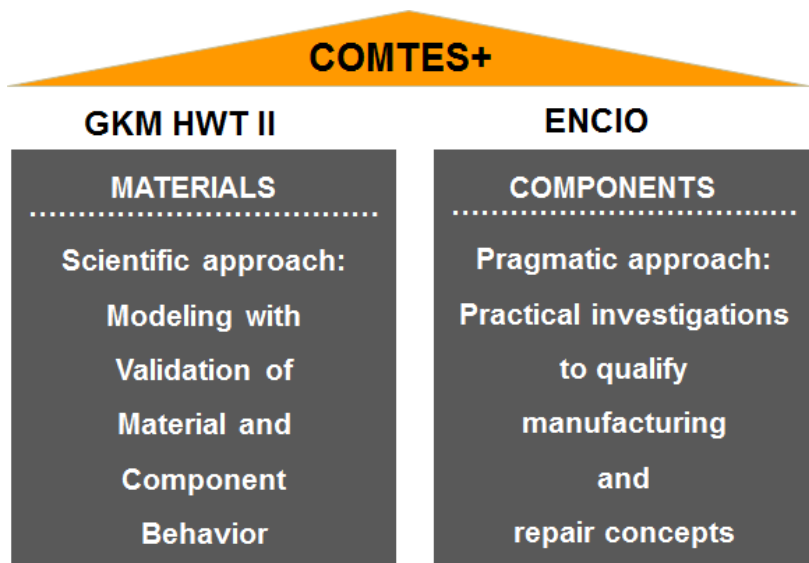 COMTES+
GKM HWT II
MATERIALS
Scientific approach:
Modeling with
Validation of
Material and
Component
Behavior
ENCIO
COMPONENTS
Pragmatic approach:
Practical investigations
to qualify
manufacturing
and
repair concepts